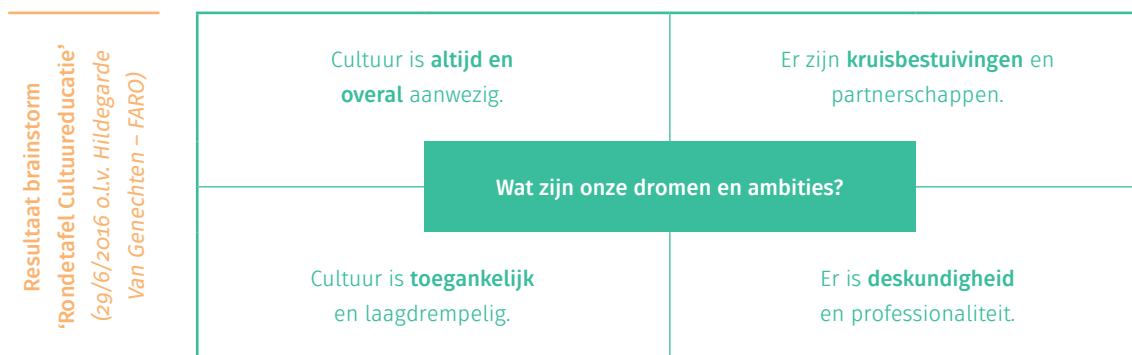 Resultaat brainstorm
‘Rondetafel Cultuureducatie’
(29/6/2016 o.l.v. Hildegarde
Van Genechten – FARO)
Cultuur is altijd en
overal aanwezig.
Er zijn kruisbestuivingen en
partnerschappen.
Wat zijn onze dromen en ambities?
Cultuur is toegankelijk
en laagdrempelig.
Er is deskundigheid
en professionaliteit.